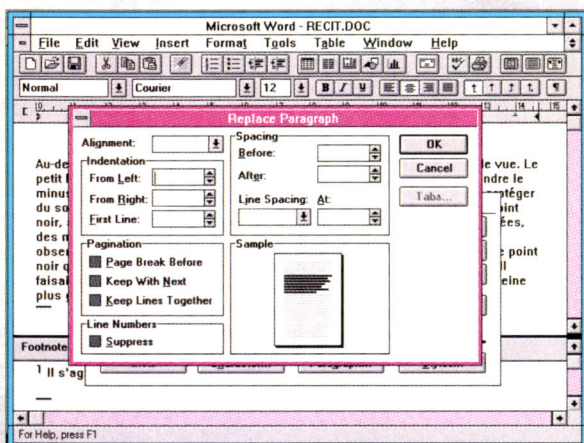 Microsoft Word - RECIT.DOC
File Edit View Insert Format Tools Table Window Help
Normal Courier 12 B I U
Replace Paragraph
Alignment:
Indentation
From Left:
From Right:
First Line:
Spacing
Before:
After:
Line Spacing: At:
OK
Cancel
Tabs...
Pagination
Page Break Before
Keep With Next
Keep Lines Together
Sample
Line Numbers
Suppress
Au-de
petit
minus
du so
noir,
des m
obser
noir q
faisai
plus
vue. Le
ndre le
otéger
oint
ées,
point
Il
eine
Footnote
1 Il s'ag
For Help, press F1